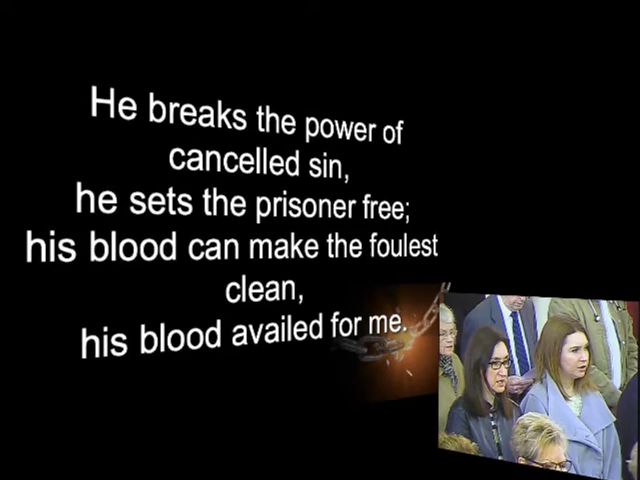 He breaks the power of
cancelled sin,
he sets the prisoner free;
his blood can make the foulest
clean,
his blood availed for me.